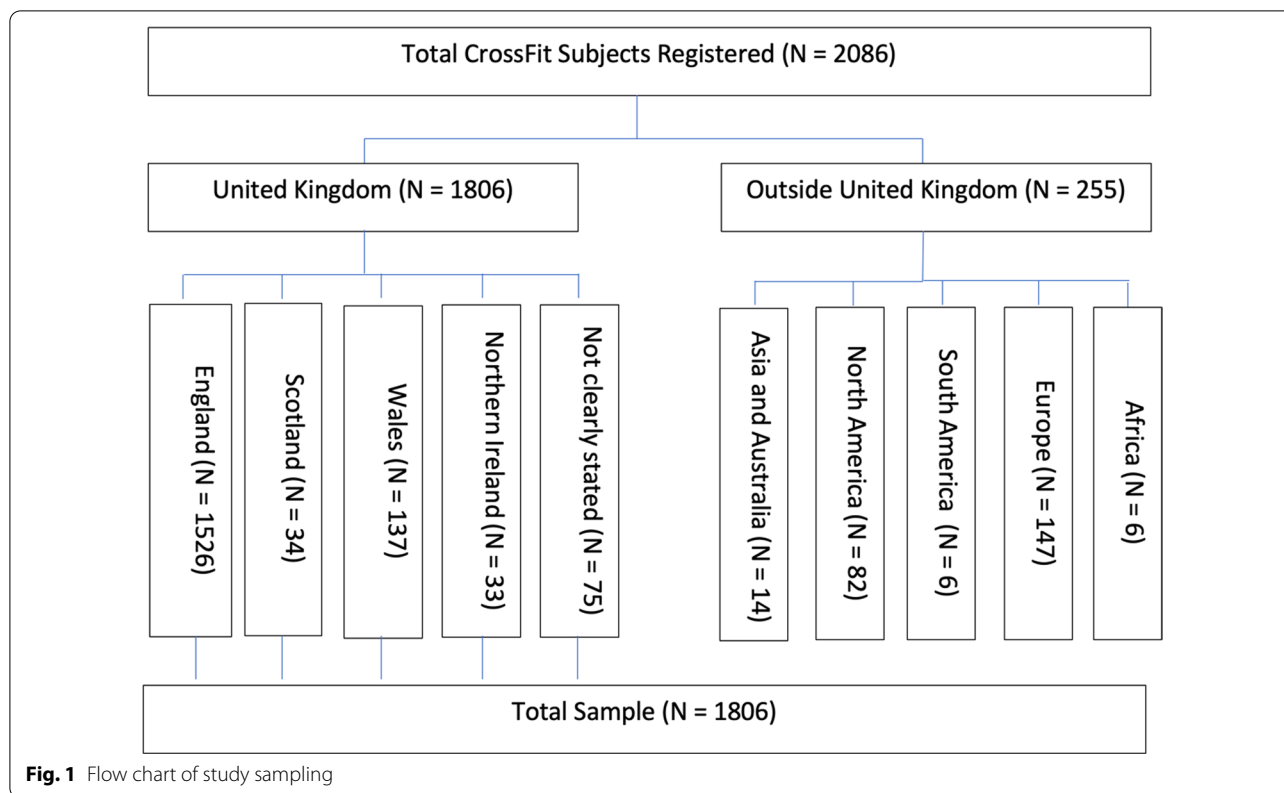 Total CrossFit Subjects Registered (N = 2086)
United Kingdom (N = 1806)
Outside United Kingdom (N = 255)
England (N = 1526)
Scotland (N = 34)
Wales (N = 137)
Northern Ireland (N = 33)
Not clearly stated (N = 75)
Asia and Australia (N = 14)
North America (N = 82)
South America (N = 6)
Europe (N = 147)
Africa (N = 6)
Total Sample (N = 1806)
Fig. 1 Flow chart of study sampling